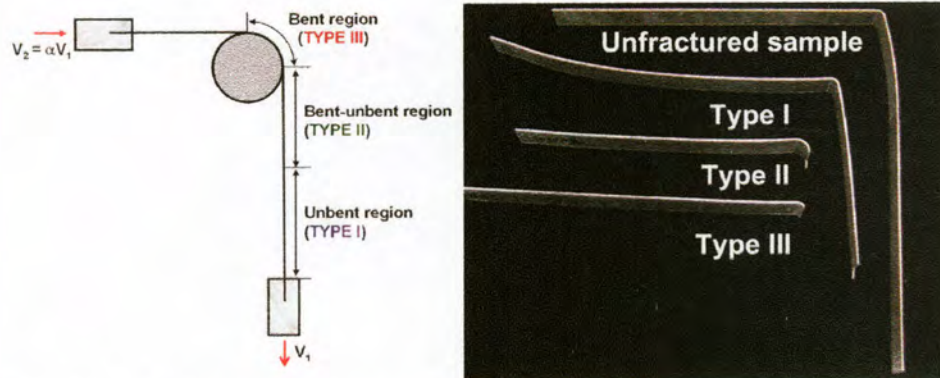 Bent region
(TYPE III)
V₂ = αV₁
Bent-unbent region
(TYPE II)
Unbent region
(TYPE I)
V₁
Unfractured sample
Type I
Type II
Type III